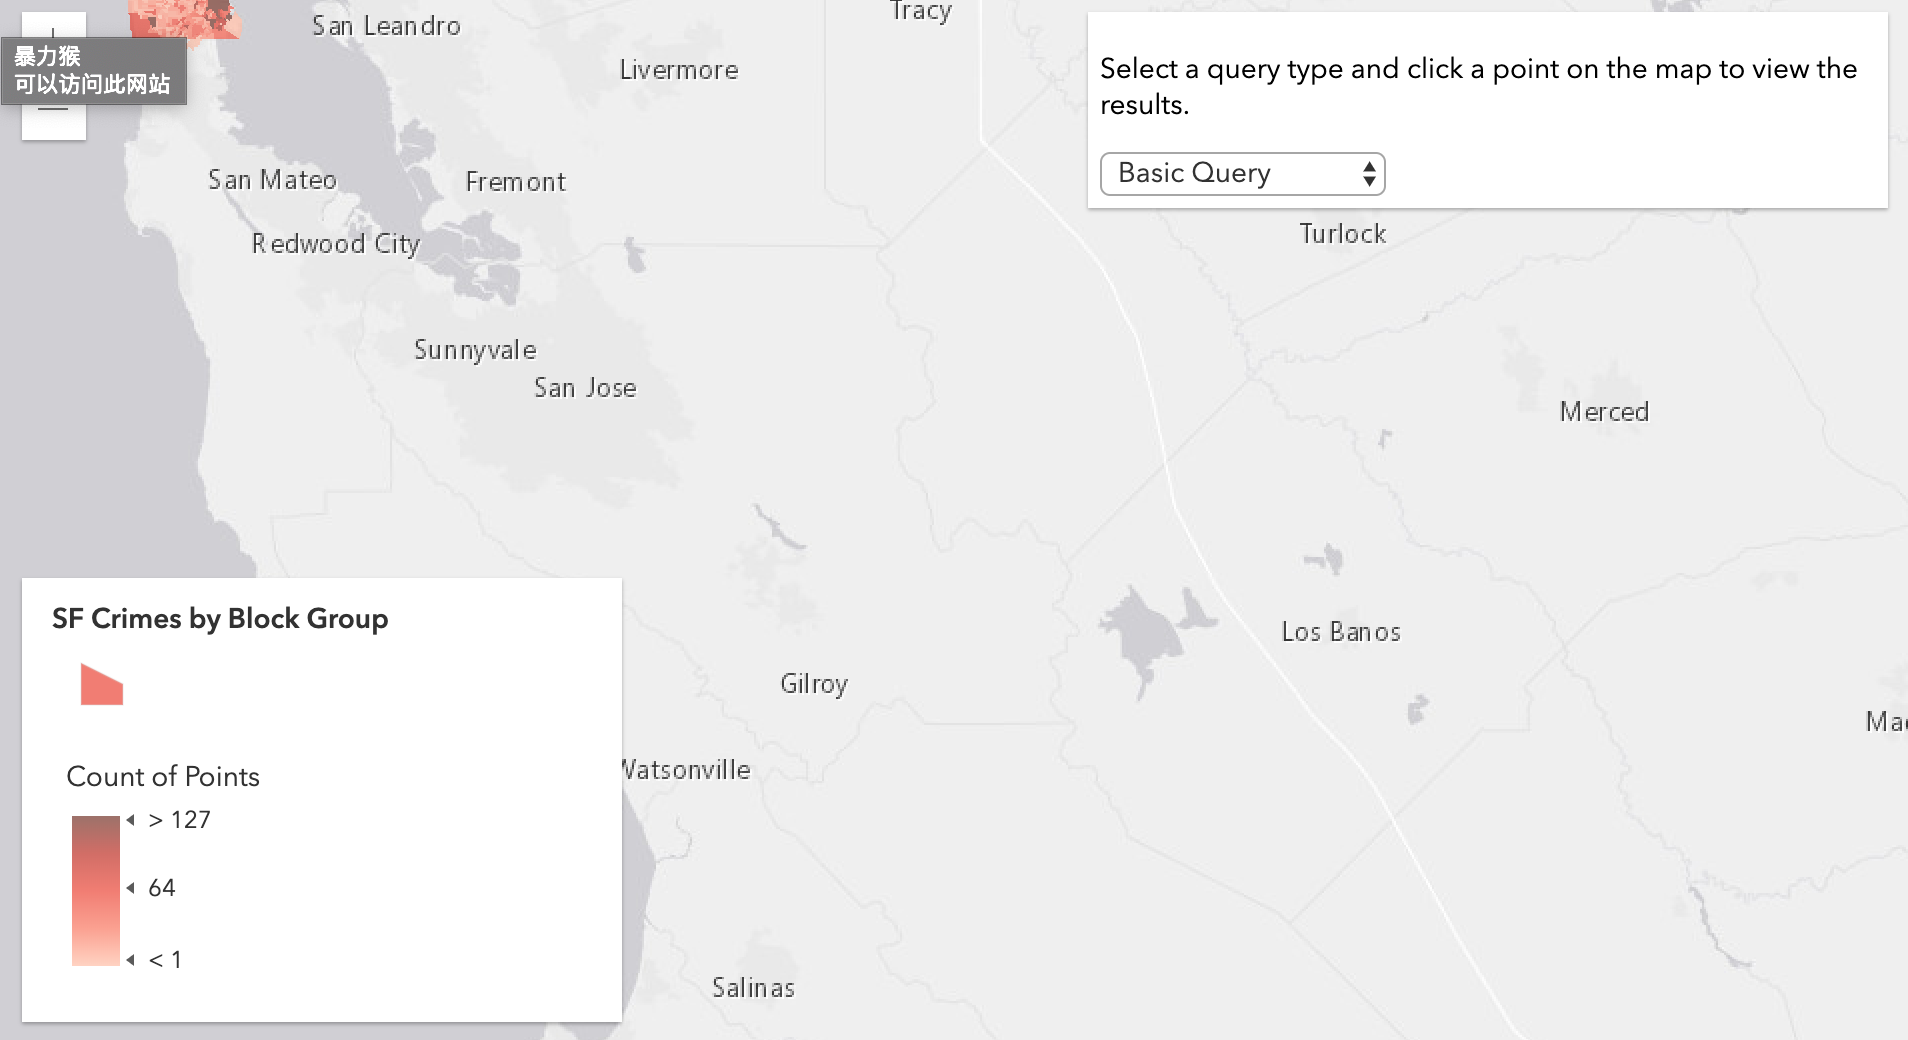 San Leandro
Tracy
Livermore
暴力猴
可以访问此网站
Select a query type and click a point on the map to view the
results.
Basic Query
San Mateo
Fremont
Redwood City
Turlock
Sunnyvale
San Jose
Merced
Los Banos
Gilroy
Watsonville
Salinas
SF Crimes by Block Group
Count of Points
> 127
64
< 1